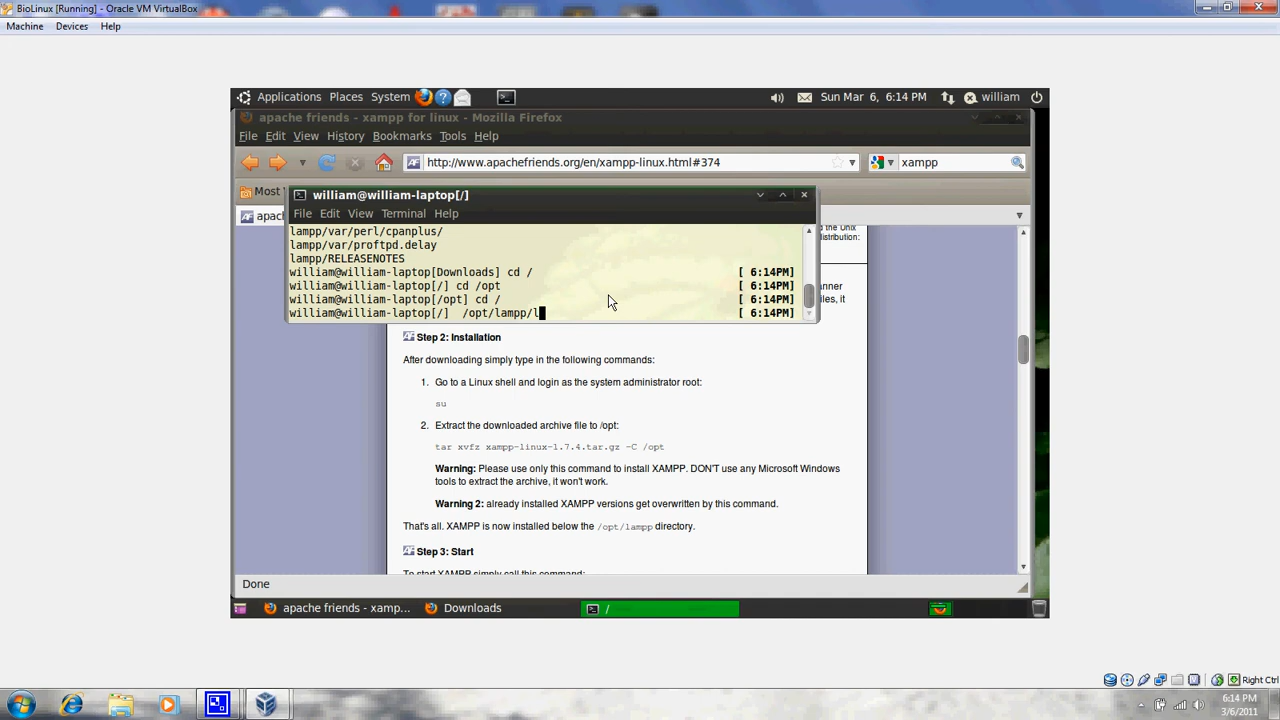 BioLinux [Running] - Oracle VM VirtualBox
Machine Devices Help
Applications Places System
Sun Mar 6, 6:14 PM
william
apache friends - xampp for linux - Mozilla Firefox
File Edit View History Bookmarks Tools Help
http://www.apachefriends.org/en/xampp-linux.html#374
xampp
Most
apac
william@william-laptop[/]
File Edit View Terminal Help
lampp/var/perl/cpanplus/
lampp/var/proftpd.delay
lampp/RELEASENOTES
william@william-laptop[Downloads] cd / [ 6:14PM]
william@william-laptop[/] cd /opt [ 6:14PM]
william@william-laptop[/opt] cd / [ 6:14PM]
william@william-laptop[/]  /opt/lampp/l [ 6:14PM]
distribution:
Step 2: Installation
After downloading simply type in the following commands:
1. Go to a Linux shell and login as the system administrator root:
su
2. Extract the downloaded archive file to /opt:
tar xvfz xampp-linux-1.7.4.tar.gz -C /opt
Warning: Please use only this command to install XAMPP. DON'T use any Microsoft Windows
tools to extract the archive, it won't work.
Warning 2: already installed XAMPP versions get overwritten by this command.
That's all. XAMPP is now installed below the /opt/lampp directory.
Step 3: Start
To start XAMPP simply call this command:
Done
apache friends - xamp...
Downloads
/
Right Ctrl
6:14 PM
3/6/2011